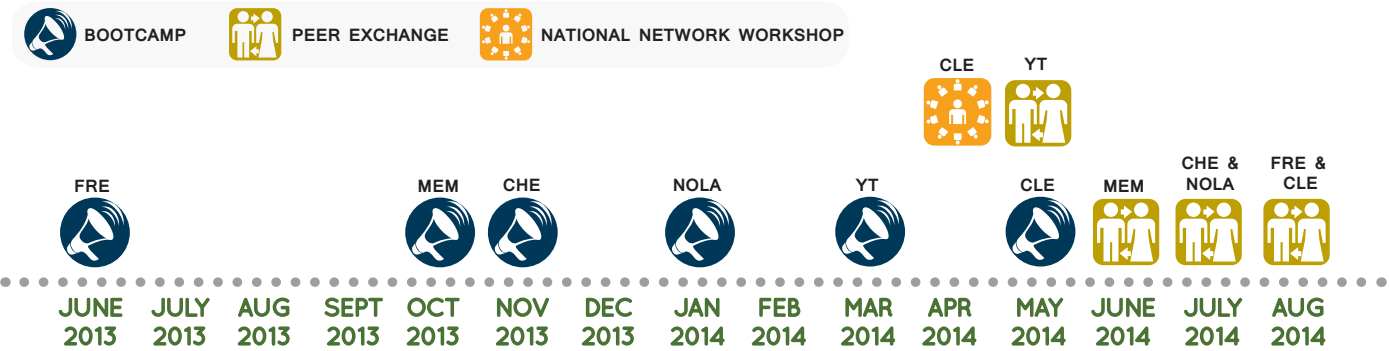 BOOTCAMP
PEER EXCHANGE
NATIONAL NETWORK WORKSHOP
CLE
YT
FRE
MEM
CHE
NOLA
YT
CLE
MEM
CHE &
NOLA
FRE &
CLE
JUNE
2013
JULY
2013
AUG
2013
SEPT
2013
OCT
2013
NOV
2013
DEC
2013
JAN
2014
FEB
2014
MAR
2014
APR
2014
MAY
2014
JUNE
2014
JULY
2014
AUG
2014